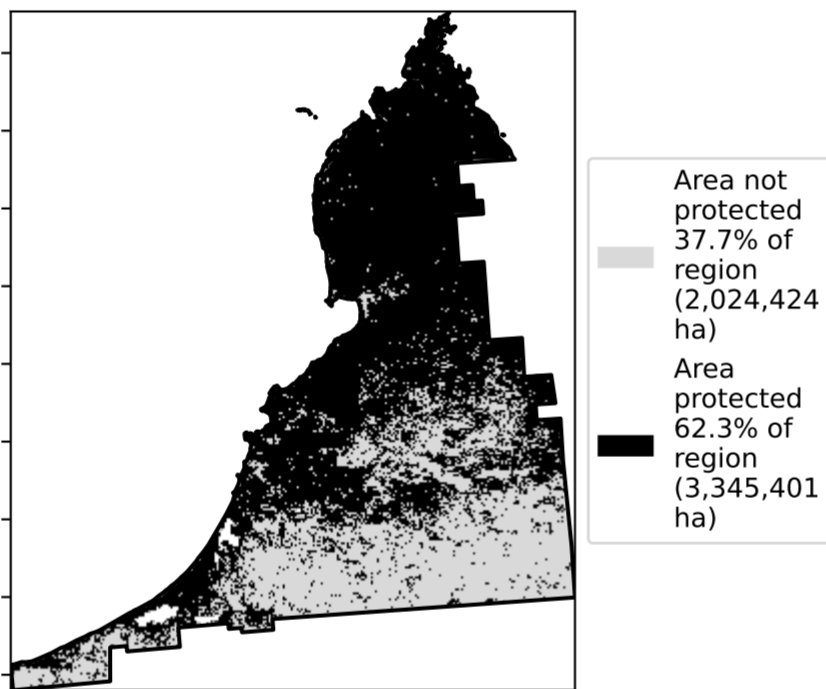 Area not
protected
37.7% of
region
(2,024,424
ha)
Area
protected
62.3% of
region
(3,345,401
ha)